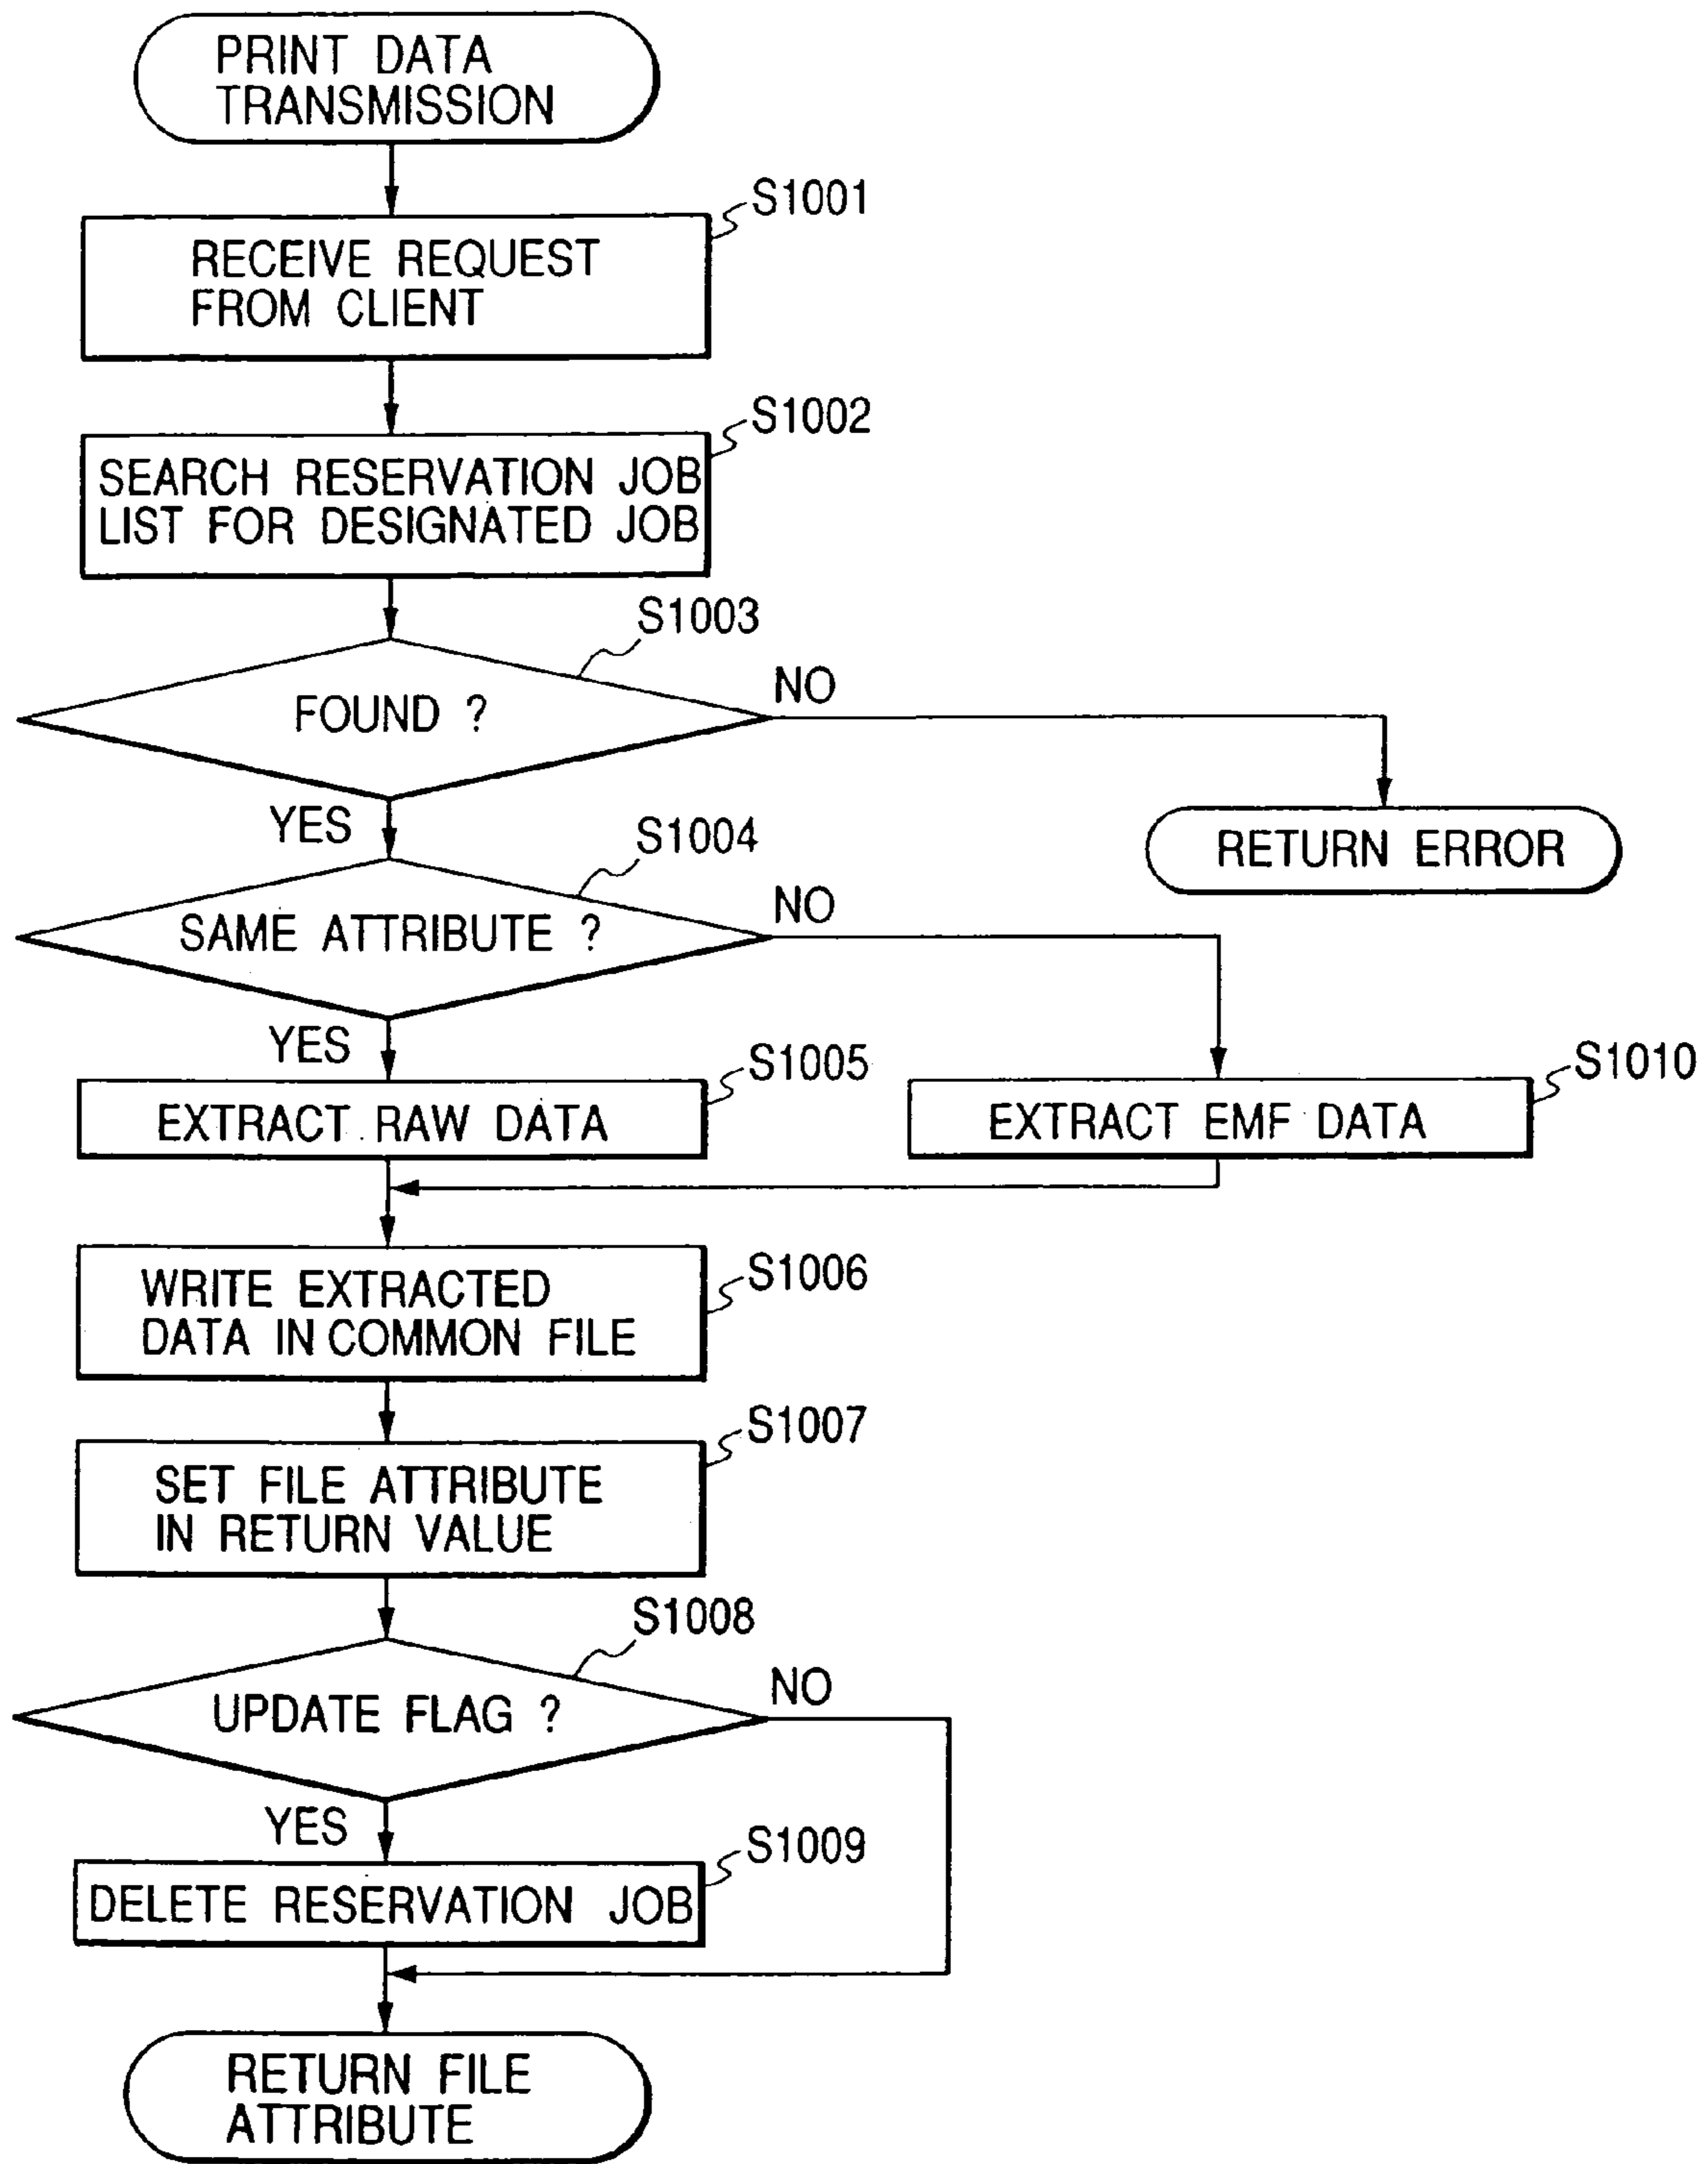 PRINT DATA
TRANSMISSION
S1001
RECEIVE REQUEST
FROM CLIENT
S1002
SEARCH RESERVATION JOB
LIST FOR DESIGNATED JOB
S1003
FOUND ?
NO
YES
RETURN ERROR
S1004
SAME ATTRIBUTE ?
NO
YES
S1005
EXTRACT RAW DATA
S1010
EXTRACT EMF DATA
S1006
WRITE EXTRACTED
DATA IN COMMON FILE
S1007
SET FILE ATTRIBUTE
IN RETURN VALUE
S1008
UPDATE FLAG ?
NO
YES
S1009
DELETE RESERVATION JOB
RETURN FILE
ATTRIBUTE